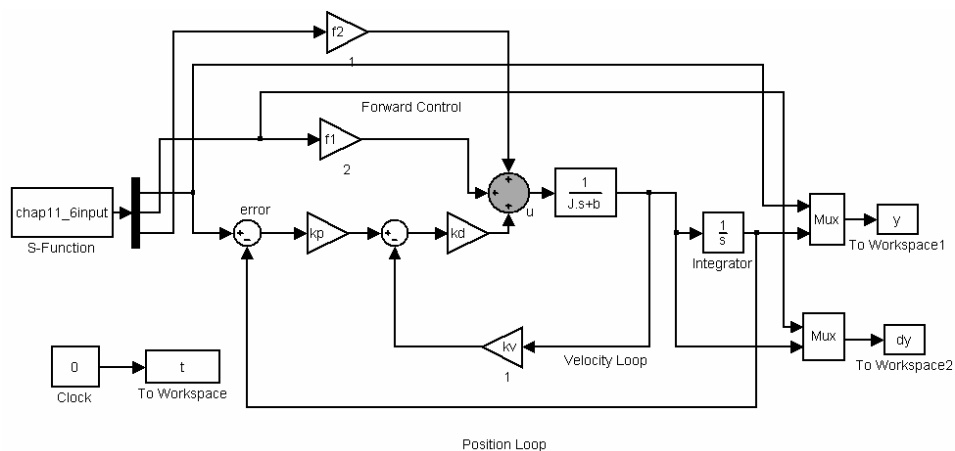 f2
1
Forward Control
f1
2
chap11_6input
S-Function
error
kp
kd
u
1
J.s+b
1
s
Integrator
Mux
y
To Workspace1
kv
1
Velocity Loop
Mux
dy
To Workspace2
0
Clock
t
To Workspace
Position Loop